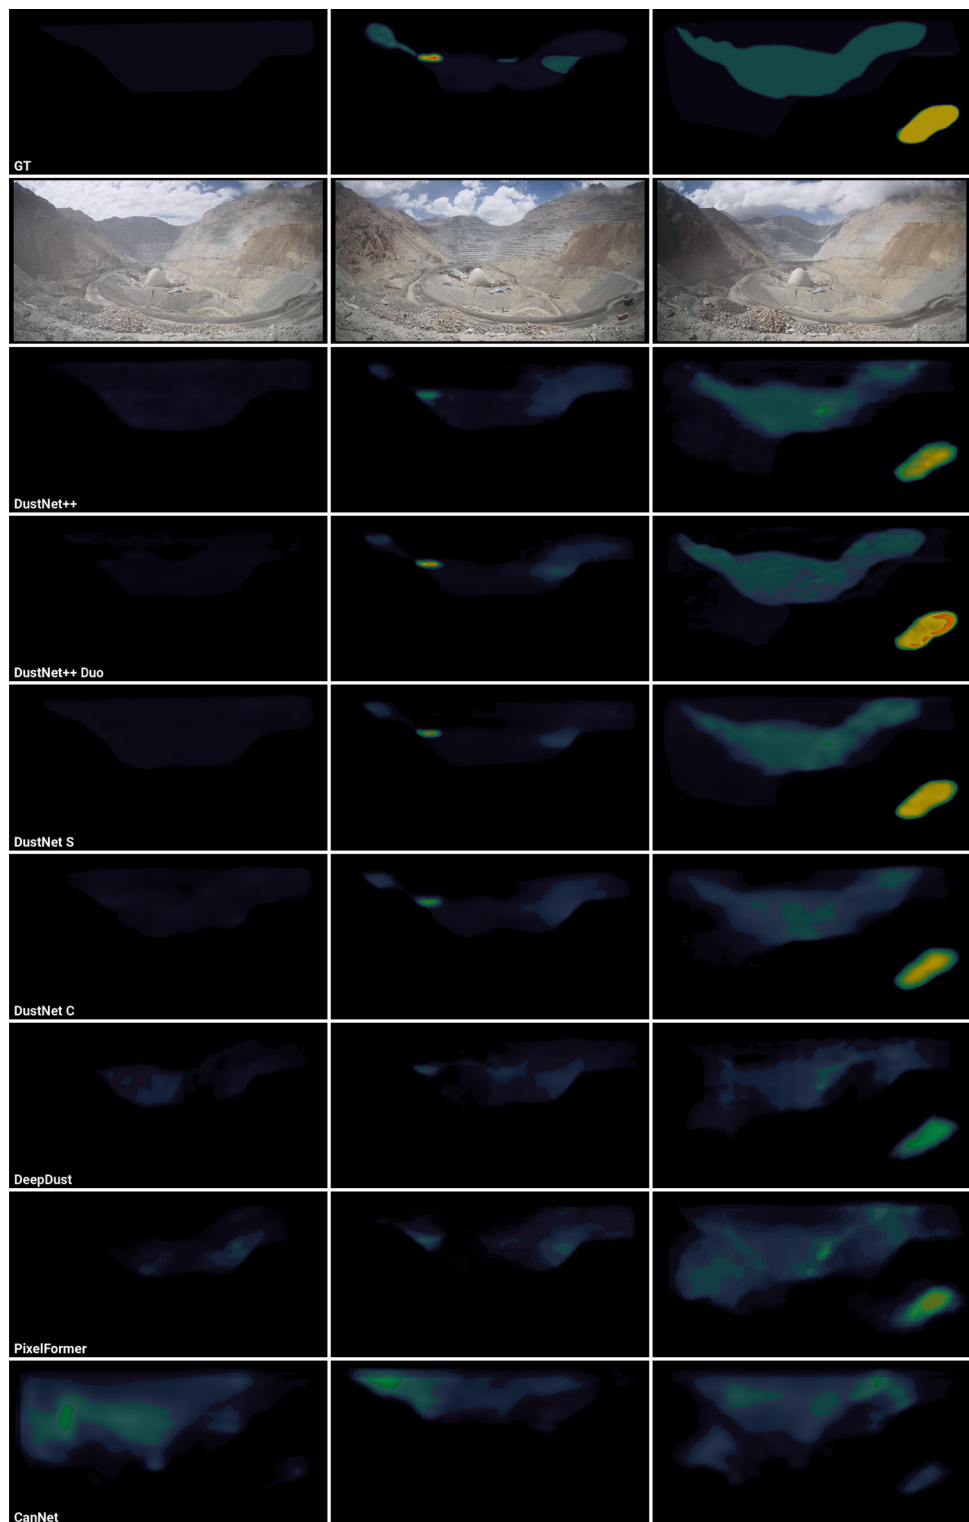 GT
DustNet++
DustNet++ Duo
DustNet S
DustNet C
DeepDust
PixelFormer
CanNet